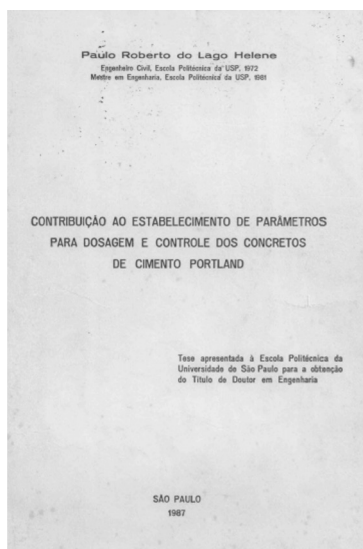 Paulo Roberto do Lago Helene
Engenheiro Civil, Escola Politécnica da USP, 1972
Mestre em Engenharia, Escola Politécnica da USP, 1981
CONTRIBUIÇÃO AO ESTABELECIMENTO DE PARÂMETROS
PARA DOSAGEM E CONTROLE DOS CONCRETOS
DE CIMENTO PORTLAND
Tese apresentada à Escola Politécnica da
Universidade de São Paulo para a obtenção
do Título de Doutor em Engenharia
SÃO PAULO
1987